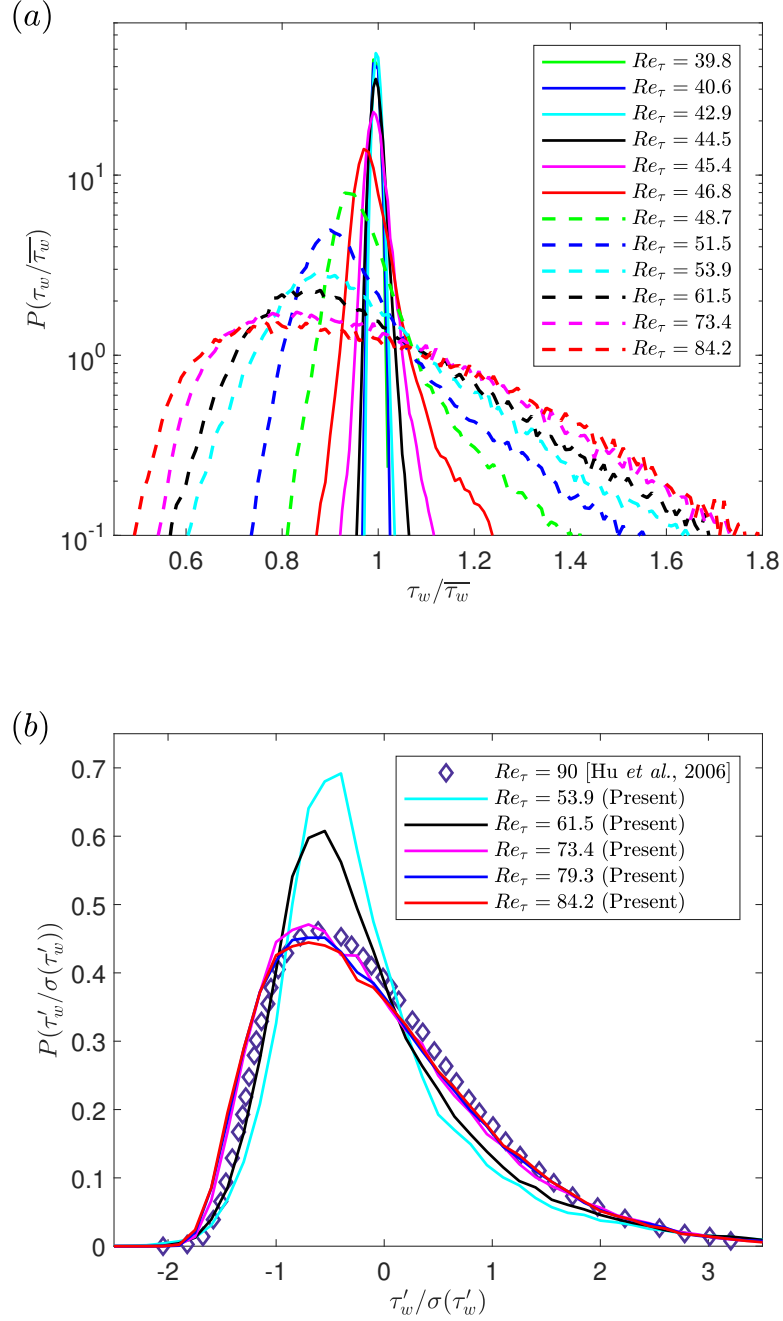 (a)
Re_τ = 39.8
Re_τ = 40.6
Re_τ = 42.9
Re_τ = 44.5
Re_τ = 45.4
Re_τ = 46.8
Re_τ = 48.7
Re_τ = 51.5
Re_τ = 53.9
Re_τ = 61.5
Re_τ = 73.4
Re_τ = 84.2
10^1
10^0
10^-1
P(τ_w/\overline{τ_w})
0.6 0.8 1 1.2 1.4 1.6 1.8
τ_w/\overline{τ_w}
(b)
Re_τ = 90 [Hu et al., 2006]
Re_τ = 53.9 (Present)
Re_τ = 61.5 (Present)
Re_τ = 73.4 (Present)
Re_τ = 79.3 (Present)
Re_τ = 84.2 (Present)
0.7
0.6
0.5
0.4
0.3
0.2
0.1
0
P(τ′_w/σ(τ′_w))
-2 -1 0 1 2 3
τ′_w/σ(τ′_w)